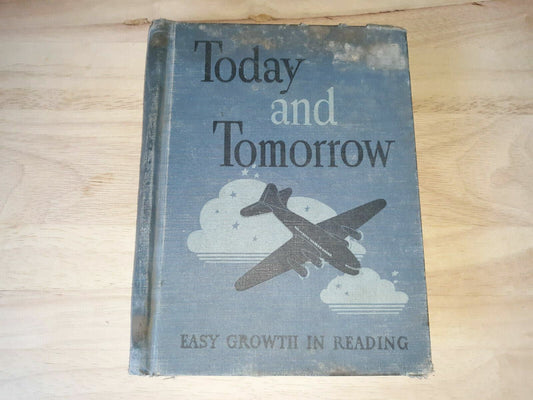 Today
and
Tomorrow
EASY GROWTH IN READING